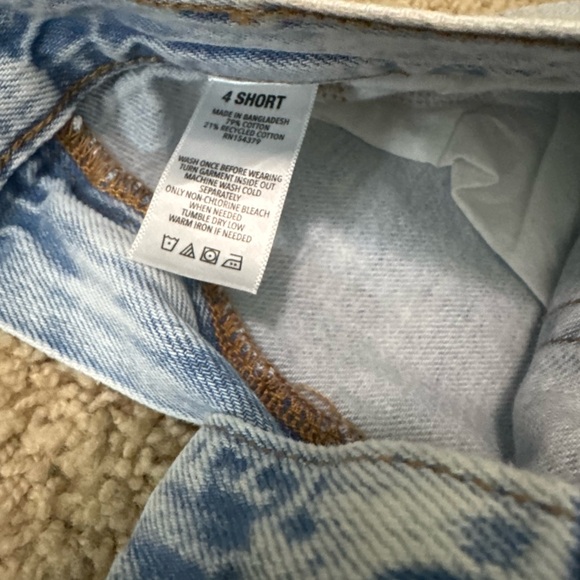 4 SHORT
MADE IN BANGLADESH
79% COTTON
21% RECYCLED COTTON
RN154379
WASH ONCE BEFORE WEARING
TURN GARMENT INSIDE OUT
MACHINE WASH COLD
SEPARATELY
ONLY NON-CHLORINE BLEACH
WHEN NEEDED
TUMBLE DRY LOW
WARM IRON IF NEEDED